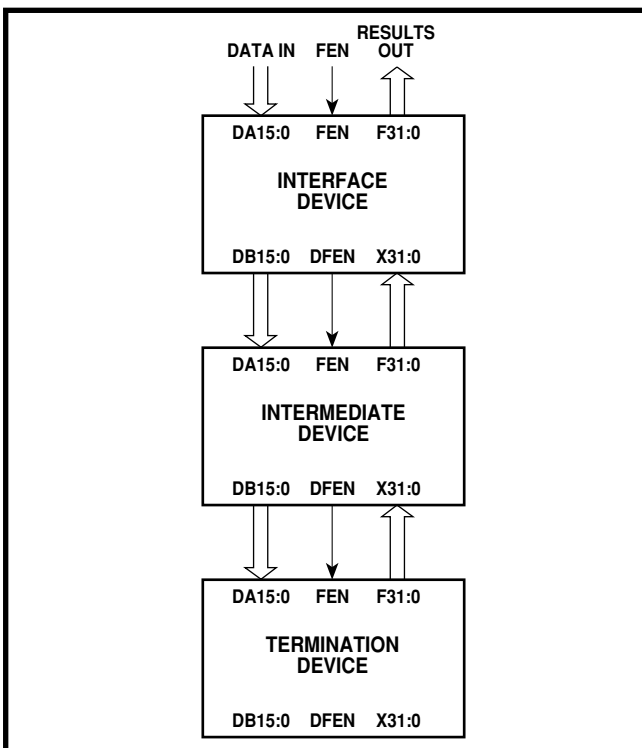 RESULTS
DATA IN FEN OUT
DA15:0 FEN F31:0
INTERFACE
DEVICE
DB15:0 DFEN X31:0
DA15:0 FEN F31:0
INTERMEDIATE
DEVICE
DB15:0 DFEN X31:0
DA15:0 FEN F31:0
TERMINATION
DEVICE
DB15:0 DFEN X31:0